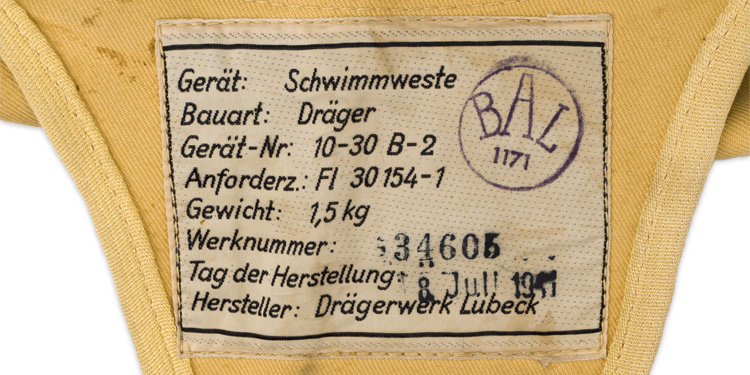 Gerät: Schwimmweste
Bauart: Dräger
Gerät-Nr: 10-30 B-2
Anforderz.: Fl 30154-1
Gewicht: 1,5 kg
Werknummer: 34605
Tag der Herstellung 8. Juli 1941
Hersteller: Drägerwerk Lübeck
BAL
1171